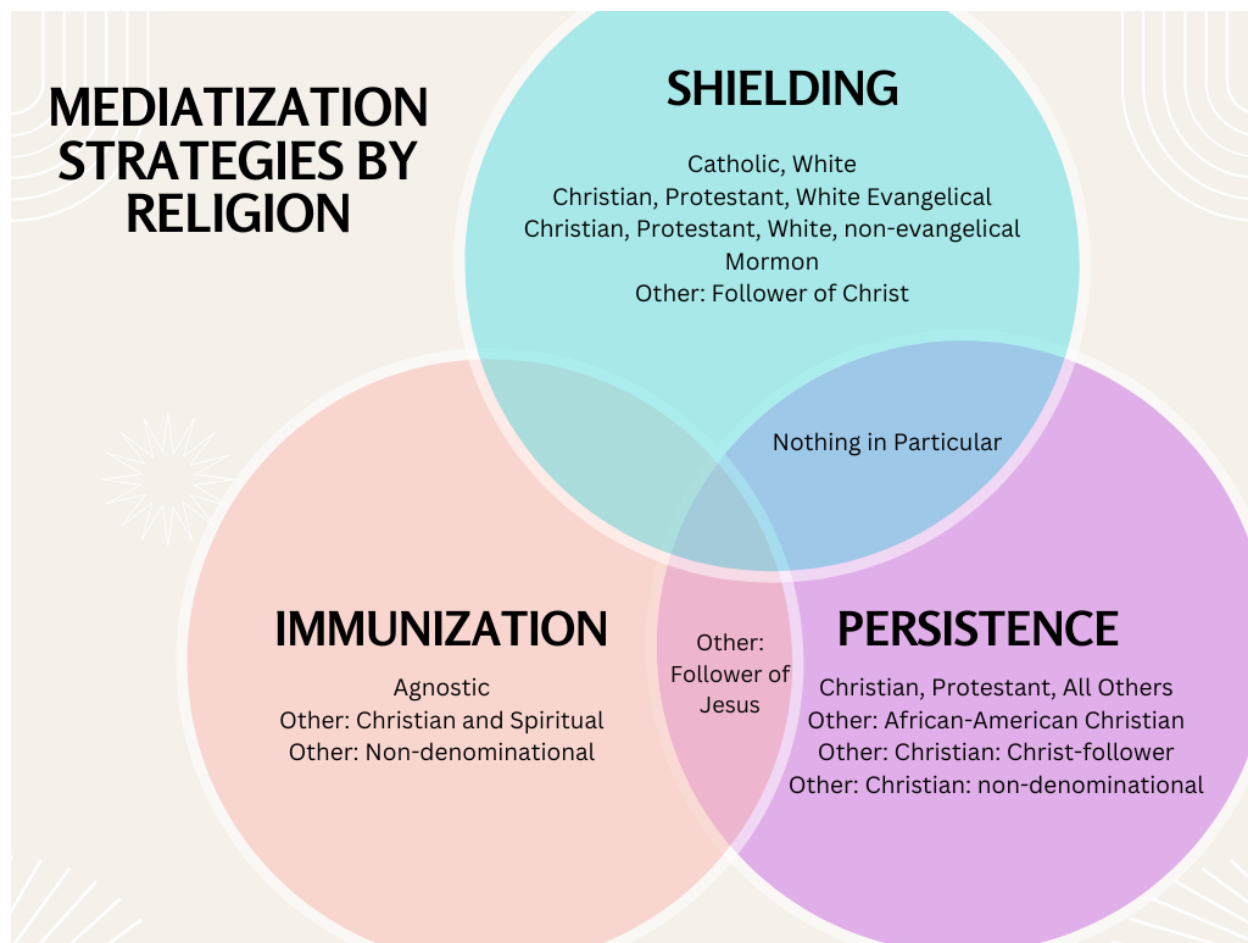 MEDIATIZATION
STRATEGIES BY
RELIGION
SHIELDING
Catholic, White
Christian, Protestant, White Evangelical
Christian, Protestant, White, non-evangelical
Mormon
Other: Follower of Christ
Nothing in Particular
IMMUNIZATION
Agnostic
Other: Christian and Spiritual
Other: Non-denominational
Other:
Follower of
Jesus
PERSISTENCE
Christian, Protestant, All Others
Other: African-American Christian
Other: Christian: Christ-follower
Other: Christian: non-denominational